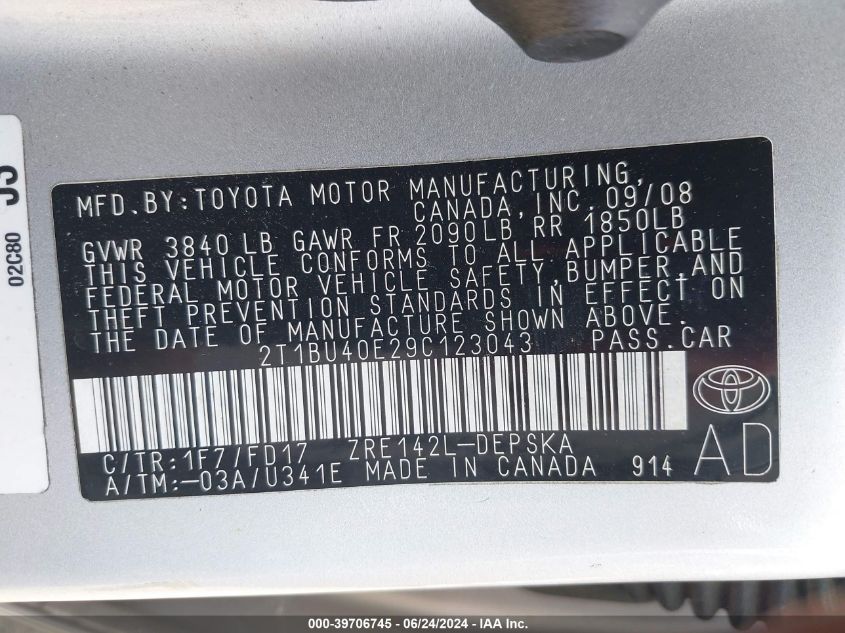 MFD.BY:TOYOTA MOTOR MANUFACTURING,
CANADA, INC. 09/08
GVWR 3840 LB GAWR FR 2090LB RR 1850LB
THIS VEHICLE CONFORMS TO ALL APPLICABLE
FEDERAL MOTOR VEHICLE SAFETY, BUMPER, AND
THEFT PREVENTION STANDARDS IN EFFECT ON
THE DATE OF MANUFACTURE SHOWN ABOVE.
2T1BU40E29C123043 PASS.CAR
C/TR:1F7/FD17 ZRE142L-DEPSKA
A/TM:-03A/U341E MADE IN CANADA 914
AD
02C80
000-39706745 / 06/24/2024 - IAA Inc.